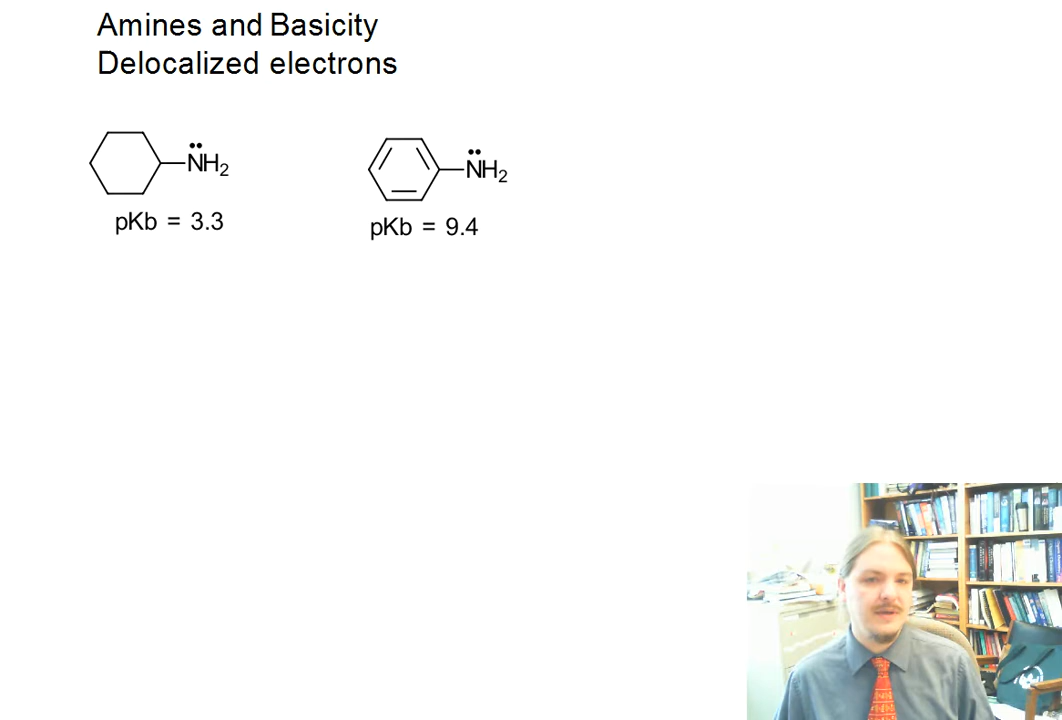 Amines and Basicity
Delocalized electrons
NH2
NH2
pKb = 3.3
pKb = 9.4